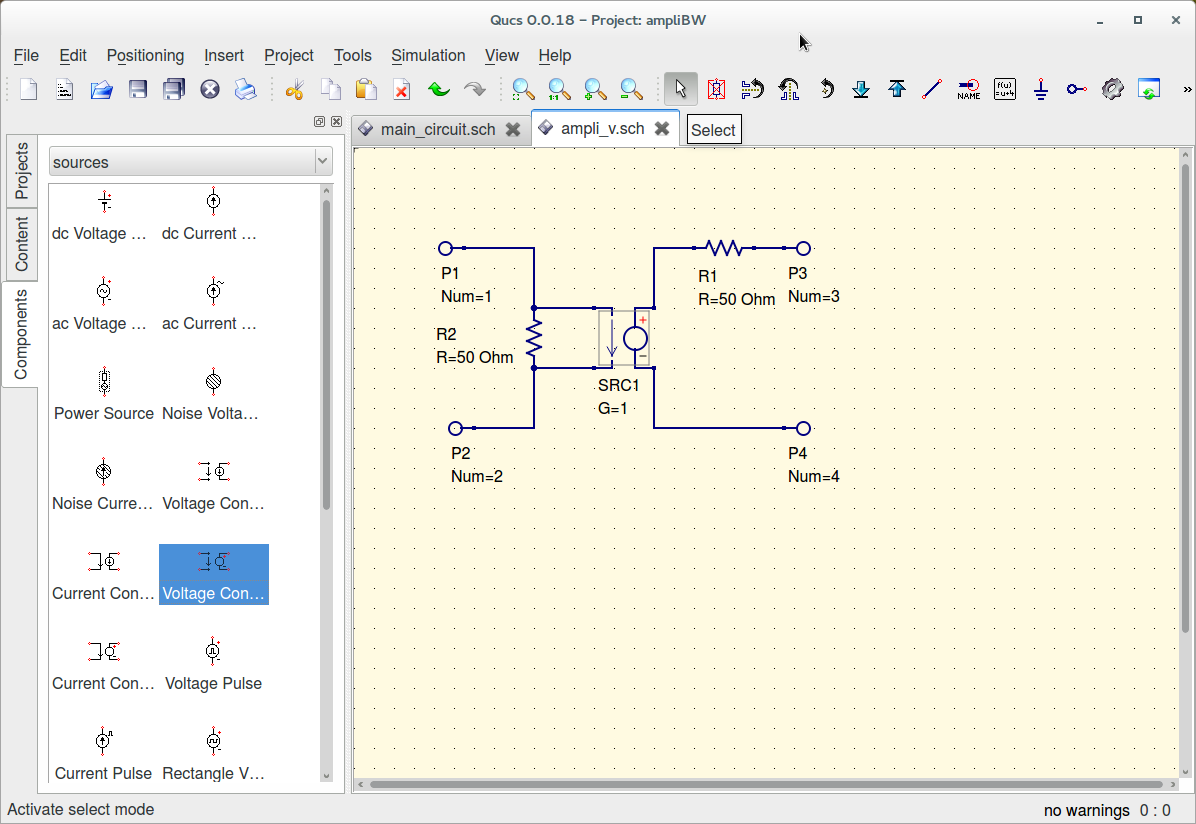 Qucs 0.0.18 – Project: ampliBW
File Edit Positioning Insert Project Tools Simulation View Help
1:1
NAME
f(ω)
»
Projects
Content
Components
sources
main_circuit.sch
ampli_v.sch
Select
dc Voltage ... dc Current ...
ac Voltage ... ac Current ...
Power Source Noise Volta...
Noise Curre... Voltage Con...
Current Con... Voltage Con...
Current Con... Voltage Pulse
Current Pulse Rectangle V...
P1
Num=1
R2
R=50 Ohm
P2
Num=2
SRC1
G=1
R1
R=50 Ohm
P3
Num=3
P4
Num=4
Activate select mode
no warnings 0 : 0